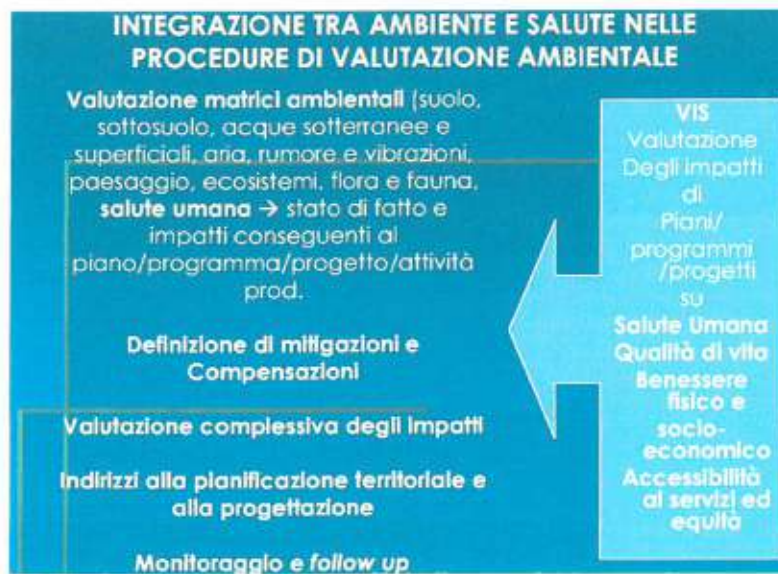 INTEGRAZIONE TRA AMBIENTE E SALUTE NELLE
PROCEDURE DI VALUTAZIONE AMBIENTALE
Valutazione matrici ambientali (suolo,
sottosuolo, acque sotterranee e
superficiali, aria, rumore e vibrazioni,
paesaggio, ecosistemi, flora e fauna,
salute umana → stato di fatto e
impatti conseguenti al
piano/programma/progetto/attività
prod.
Definizione di mitigazioni e
Compensazioni
Valutazione complessiva degli impatti
Indirizzi alla pianificazione territoriale e
alla progettazione
Monitoraggio e follow up
VIS
Valutazione
Degli impatti
di
Piani/
programmi
/progetti
su
Salute Umana
Qualità di vita
Benessere
fisico e
socio-
economico
Accessibilità
ai servizi ed
equità